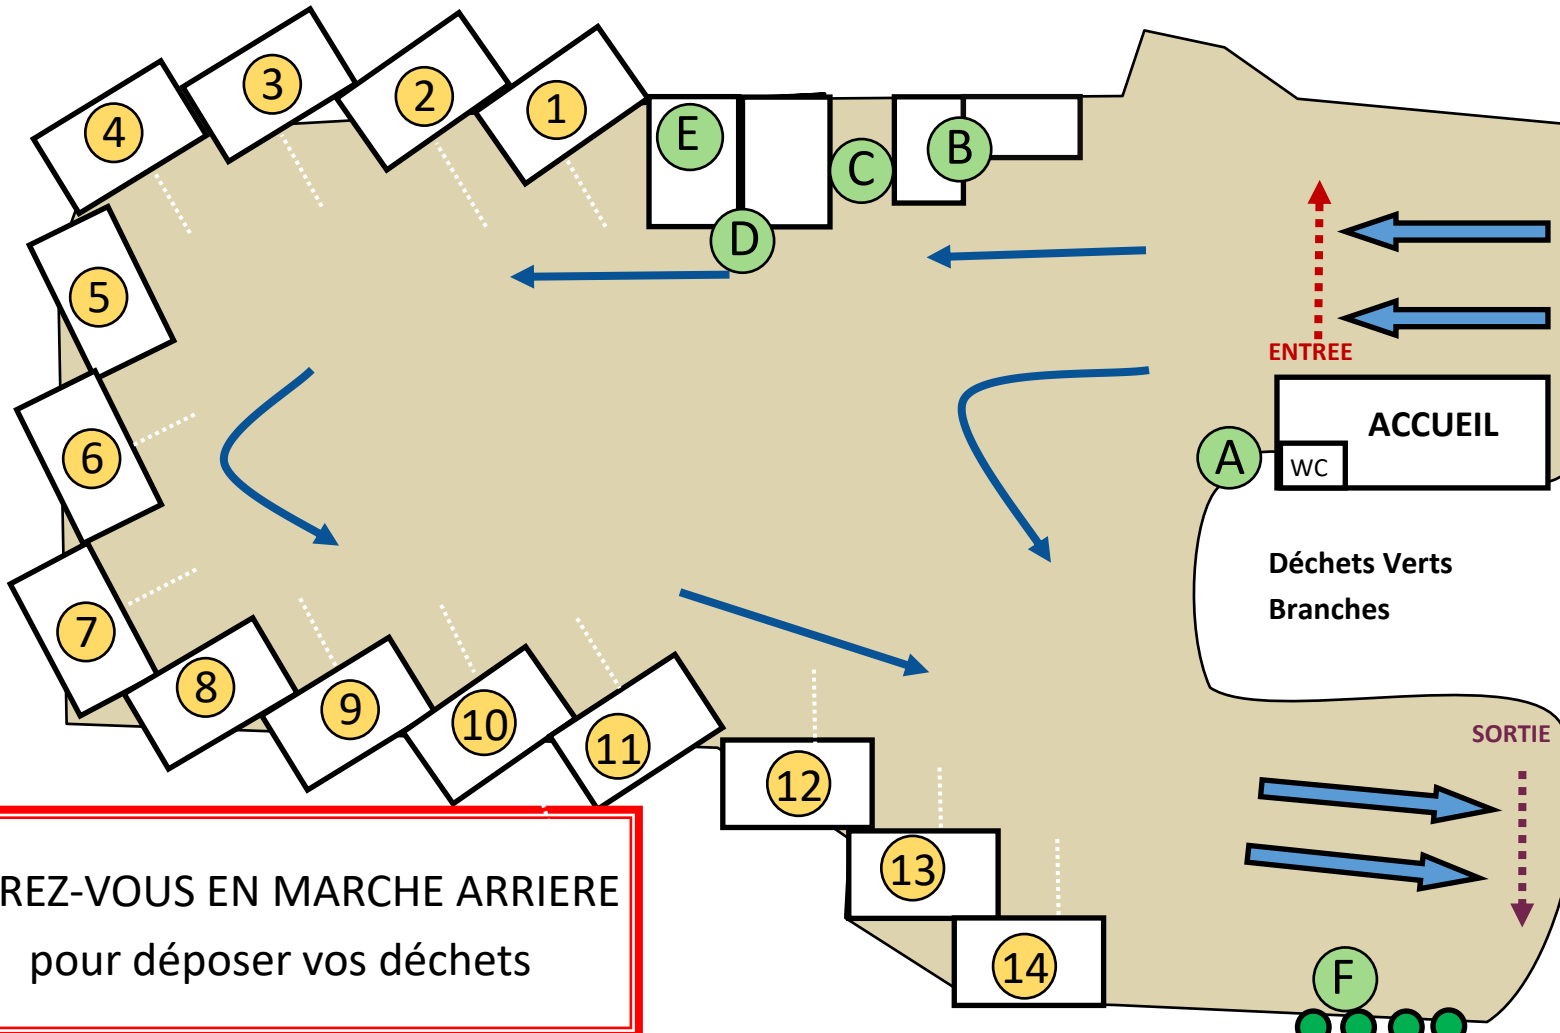 3
2
1
4
E
B
C
D
5
ENTREE
ACCUEIL
A
WC
6
Déchets Verts
Branches
7
8
9
10
11
SORTIE
12
13
REZ-VOUS EN MARCHE ARRIERE
pour déposer vos déchets
14
F